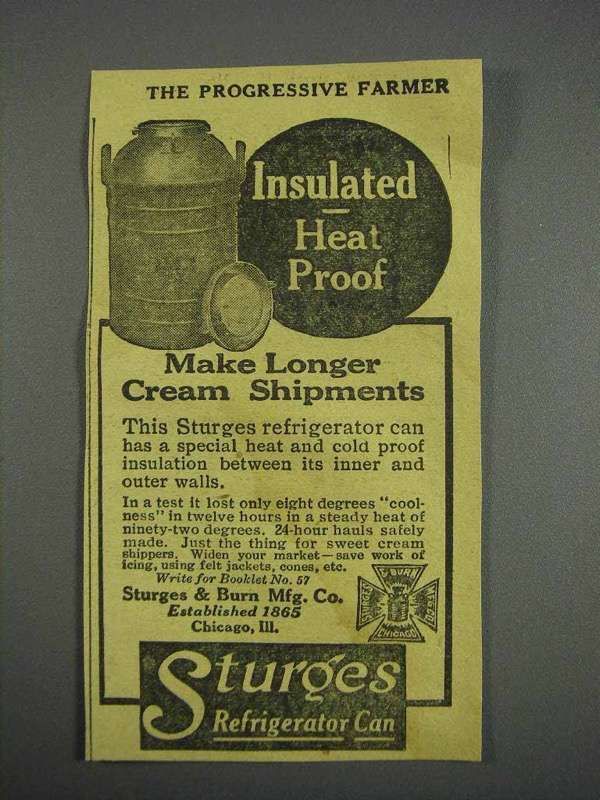 THE PROGRESSIVE FARMER
Insulated
—
Heat
Proof
Make Longer
Cream Shipments
This Sturges refrigerator can
has a special heat and cold proof
insulation between its inner and
outer walls.
In a test it lost only eight degrees "cool-
ness" in twelve hours in a steady heat of
ninety-two degrees. 24-hour hauls safely
made. Just the thing for sweet cream
shippers. Widen your market—save work of
icing, using felt jackets, cones, etc.
Write for Booklet No. 57
Sturges & Burn Mfg. Co.
Established 1865
Chicago, Ill.
BURN
STURGES
CHICAGO
Sturges
Refrigerator Can